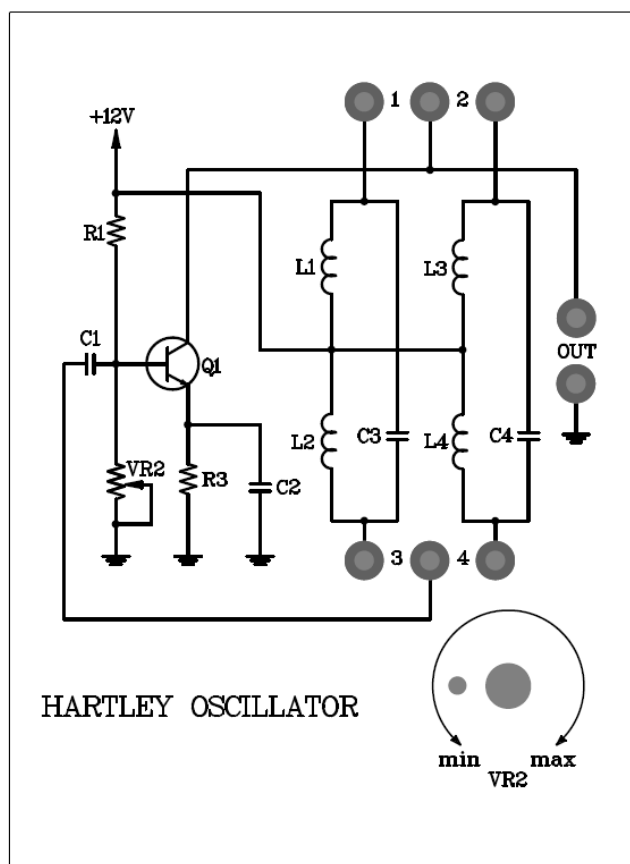 1 2
+12V
R1
L1 L3
C1
Q1
OUT
VR2 R3 C2 L2 C3 L4 C4
3 4
HARTLEY OSCILLATOR
min max
VR2